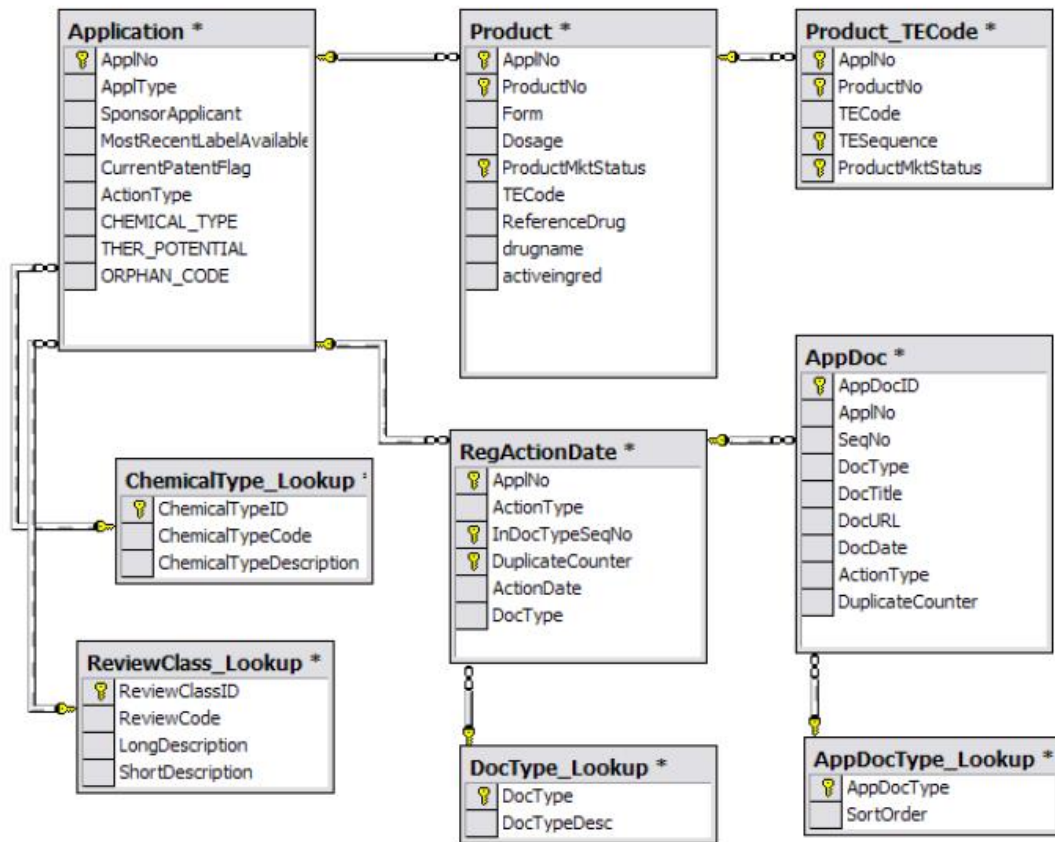 Application *
ApplNo
ApplType
SponsorApplicant
MostRecentLabelAvailable
CurrentPatentFlag
ActionType
CHEMICAL_TYPE
THER_POTENTIAL
ORPHAN_CODE
Product *
ApplNo
ProductNo
Form
Dosage
ProductMktStatus
TECode
ReferenceDrug
drugname
activeingred
Product_TECode *
ApplNo
ProductNo
TECode
TESequence
ProductMktStatus
ChemicalType_Lookup *
ChemicalTypeID
ChemicalTypeCode
ChemicalTypeDescription
RegActionDate *
ApplNo
ActionType
InDocTypeSeqNo
DuplicateCounter
ActionDate
DocType
AppDoc *
AppDocID
ApplNo
SeqNo
DocType
DocTitle
DocURL
DocDate
ActionType
DuplicateCounter
ReviewClass_Lookup *
ReviewClassID
ReviewCode
LongDescription
ShortDescription
DocType_Lookup *
DocType
DocTypeDesc
AppDocType_Lookup *
AppDocType
SortOrder